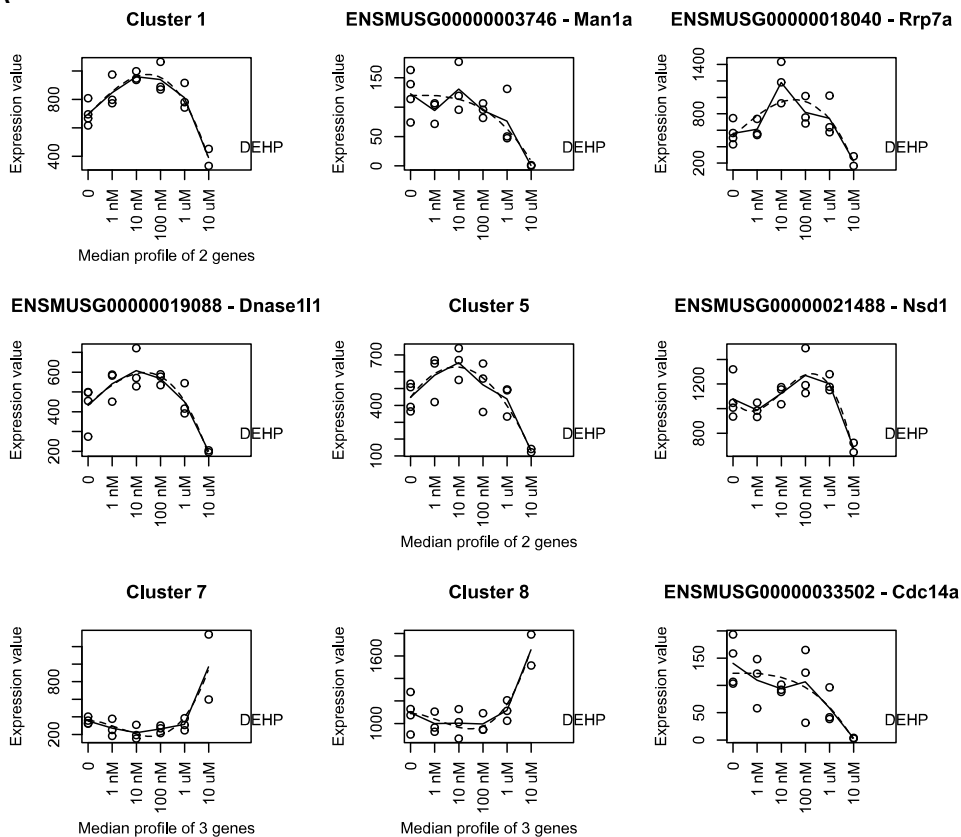 Cluster 1
Expression value
400
800
0
1 nM
10 nM
100 nM
1 uM
10 uM
DEHP
Median profile of 2 genes
ENSMUSG00000003746 - Man1a
Expression value
0
50
150
0
1 nM
10 nM
100 nM
1 uM
10 uM
DEHP
ENSMUSG00000018040 - Rrp7a
Expression value
200
800
1400
0
1 nM
10 nM
100 nM
1 uM
10 uM
DEHP
ENSMUSG00000019088 - Dnase1l1
Expression value
200
400
600
0
1 nM
10 nM
100 nM
1 uM
10 uM
DEHP
Cluster 5
Expression value
100
400
700
0
1 nM
10 nM
100 nM
1 uM
10 uM
DEHP
Median profile of 2 genes
ENSMUSG00000021488 - Nsd1
Expression value
800
1200
0
1 nM
10 nM
100 nM
1 uM
10 uM
DEHP
Cluster 7
Expression value
200
800
0
1 nM
10 nM
100 nM
1 uM
10 uM
DEHP
Median profile of 3 genes
Cluster 8
Expression value
1000
1600
0
1 nM
10 nM
100 nM
1 uM
10 uM
DEHP
Median profile of 3 genes
ENSMUSG00000033502 - Cdc14a
Expression value
0
50
150
0
1 nM
10 nM
100 nM
1 uM
10 uM
DEHP